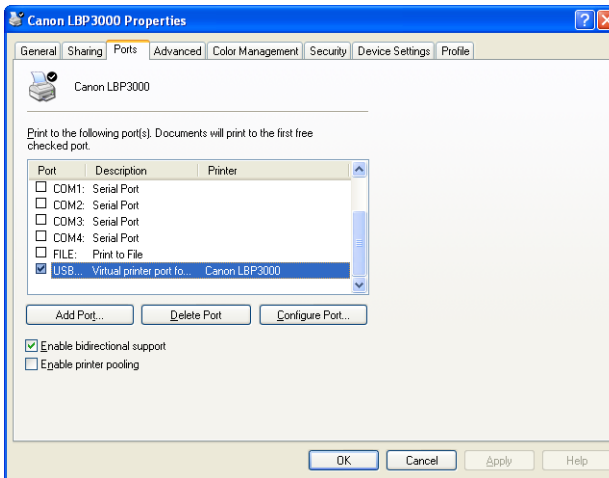 Canon LBP3000 Properties
General Sharing Ports Advanced Color Management Security Device Settings Profile
Canon LBP3000
Print to the following port(s). Documents will print to the first free
checked port.
Port Description Printer
COM1: Serial Port
COM2: Serial Port
COM3: Serial Port
COM4: Serial Port
FILE: Print to File
USB... Virtual printer port fo... Canon LBP3000
Add Port... Delete Port Configure Port...
Enable bidirectional support
Enable printer pooling
OK Cancel Apply Help